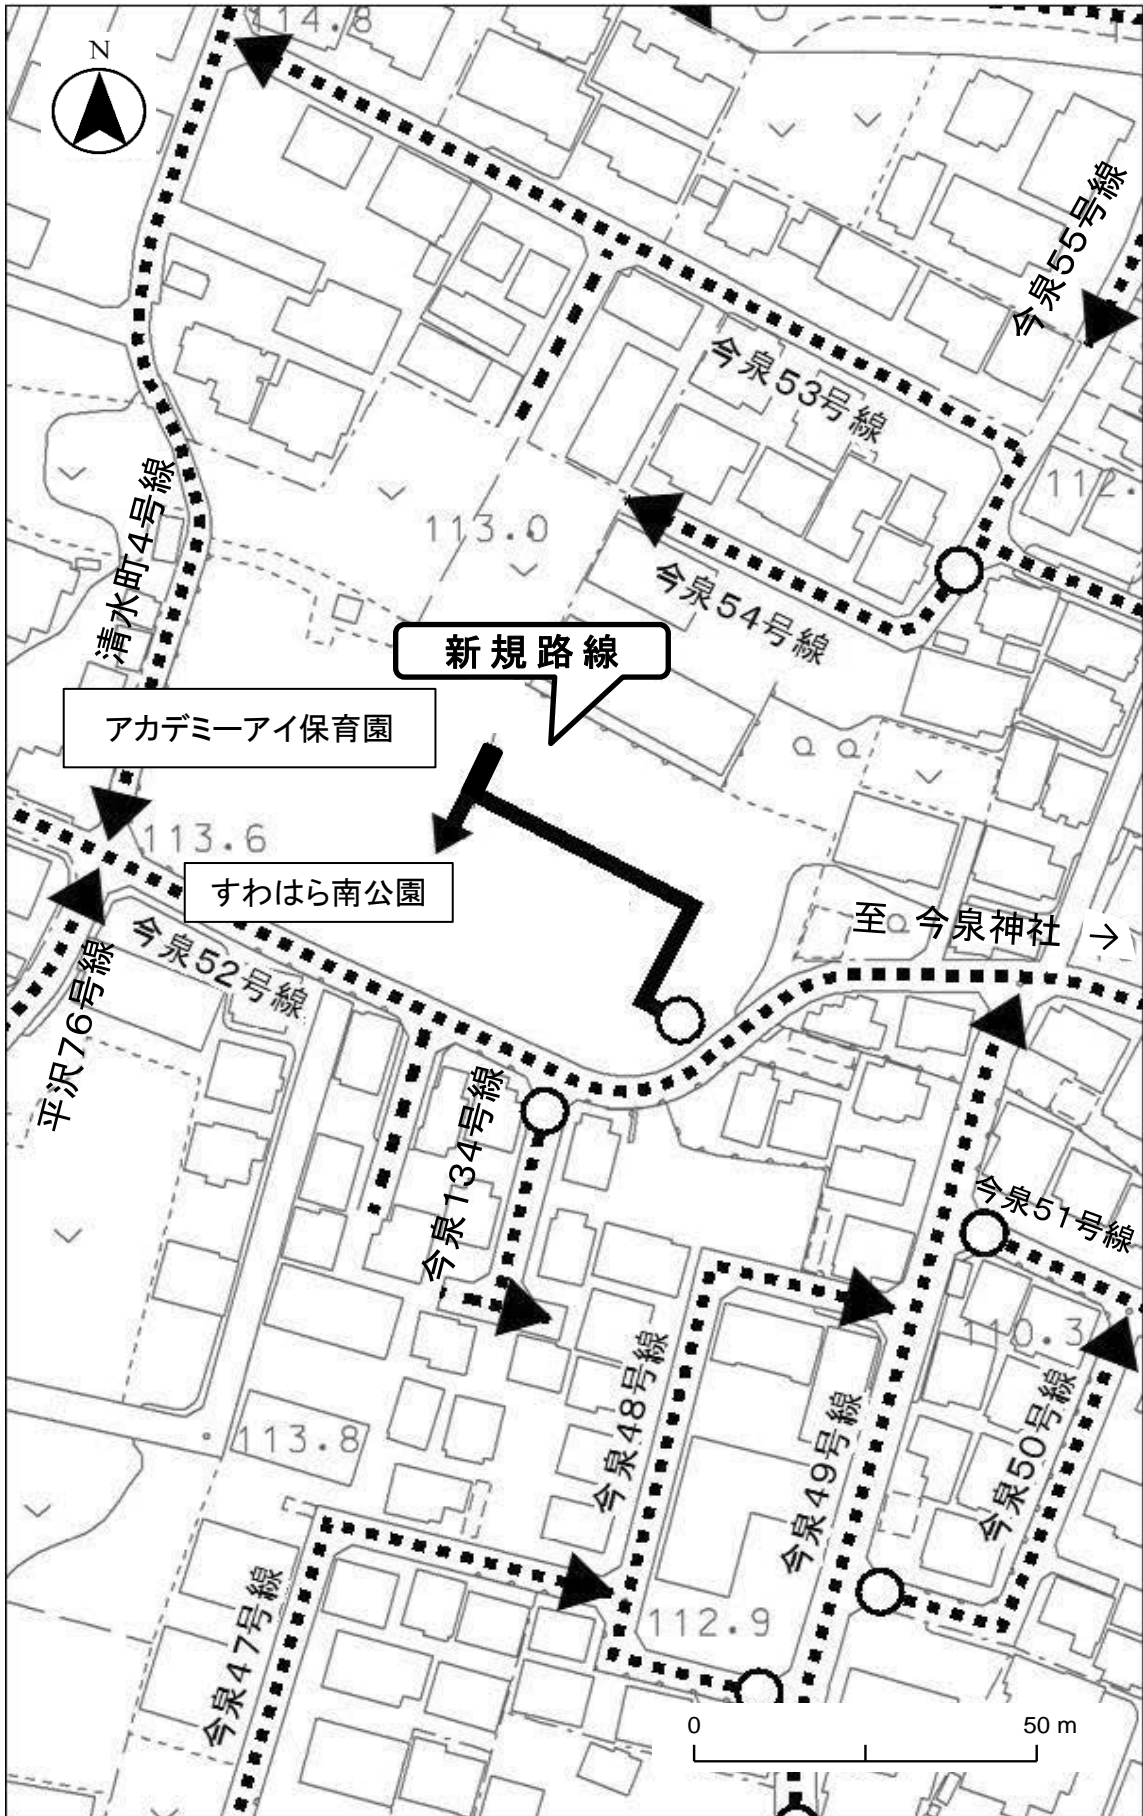 114.8
N
今泉55号線
今泉53号線
112.
清水町4号線
113.0
今泉54号線
新規路線
アカデミーアイ保育園
113.6
すわはら南公園
至 今泉神社 →
今泉52号線
平沢76号線
今泉134号線
今泉51号線
110.3
今泉48号線
今泉49号線
今泉50号線
113.8
今泉47号線
112.9
0 50 m